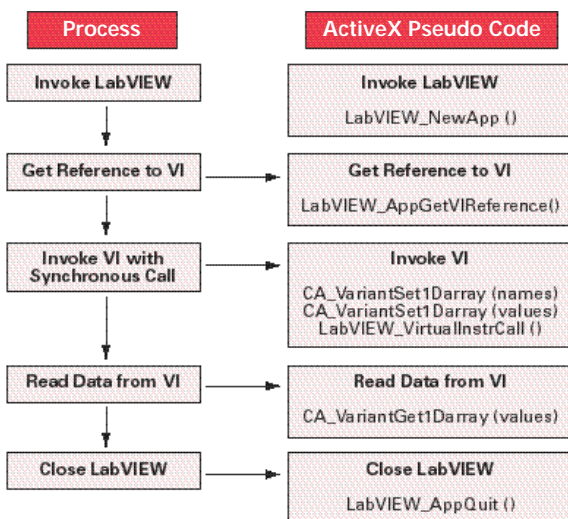 Process
ActiveX Pseudo Code
Invoke LabVIEW
Invoke LabVIEW
LabVIEW_NewApp ()
Get Reference to VI
Get Reference to VI
LabVIEW_AppGetVIReference()
Invoke VI with
Synchronous Call
Invoke VI
CA_VariantSet1Darray (names)
CA_VariantSet1Darray (values)
LabVIEW_VirtualInstrCall ()
Read Data from VI
Read Data from VI
CA_VariantGet1Darray (values)
Close LabVIEW
Close LabVIEW
LabVIEW_AppQuit ()